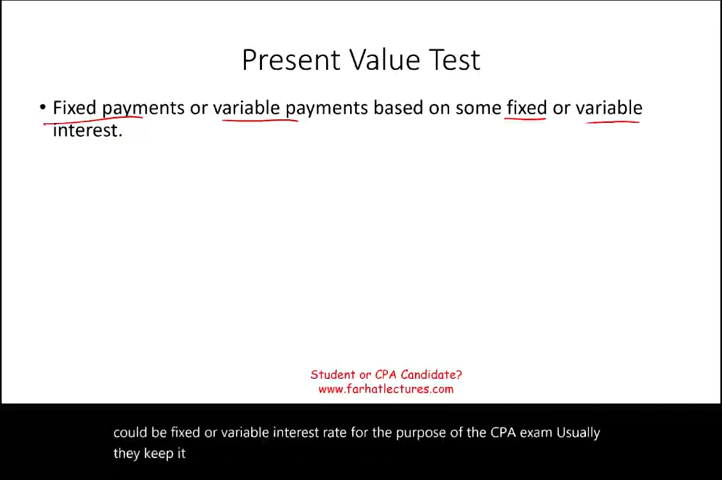 Present Value Test
• Fixed payments or variable payments based on some fixed or variable
interest.
Student or CPA Candidate?
www.farhatlectures.com
could be fixed or variable interest rate for the purpose of the CPA exam Usually
they keep it